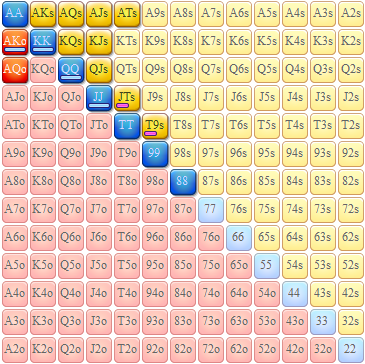 AA AKs AQs AJs ATs A9s A8s A7s A6s A5s A4s A3s A2s
AKo KK KQs KJs KTs K9s K8s K7s K6s K5s K4s K3s K2s
AQo KQo QQ QJs QTs Q9s Q8s Q7s Q6s Q5s Q4s Q3s Q2s
AJo KJo QJo JJ JTs J9s J8s J7s J6s J5s J4s J3s J2s
ATo KTo QTo JTo TT T9s T8s T7s T6s T5s T4s T3s T2s
A9o K9o Q9o J9o T9o 99 98s 97s 96s 95s 94s 93s 92s
A8o K8o Q8o J8o T8o 98o 88 87s 86s 85s 84s 83s 82s
A7o K7o Q7o J7o T7o 97o 87o 77 76s 75s 74s 73s 72s
A6o K6o Q6o J6o T6o 96o 86o 76o 66 65s 64s 63s 62s
A5o K5o Q5o J5o T5o 95o 85o 75o 65o 55 54s 53s 52s
A4o K4o Q4o J4o T4o 94o 84o 74o 64o 54o 44 43s 42s
A3o K3o Q3o J3o T3o 93o 83o 73o 63o 53o 43o 33 32s
A2o K2o Q2o J2o T2o 92o 82o 72o 62o 52o 42o 32o 22